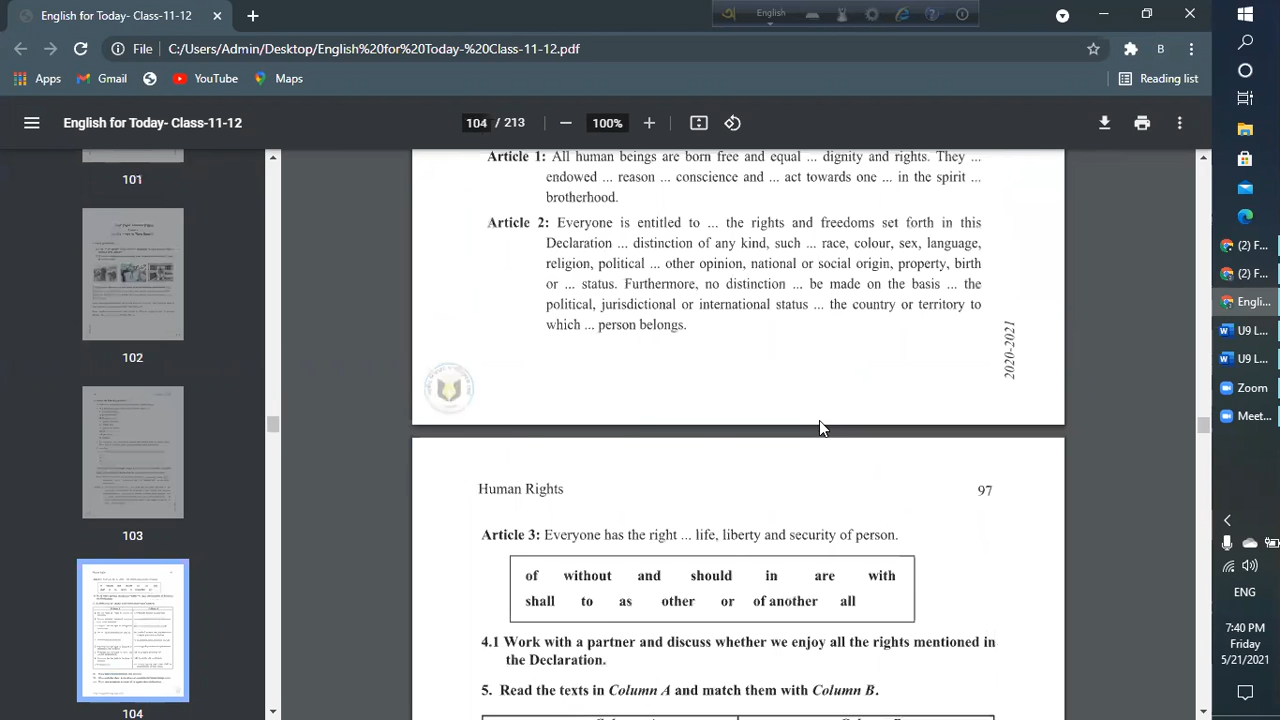 English for Today- Class-11-12
English
File C:/Users/Admin/Desktop/English%20for%20Today-%20Class-11-12.pdf
B
Apps Gmail YouTube Maps Reading list
English for Today- Class-11-12
104 / 213 100%
101
102
103
104
Article 1: All human beings are born free and equal ... dignity and rights. They ...
endowed ... reason ... conscience and ... act towards one ... in the spirit ...
brotherhood.
Article 2: Everyone is entitled to ... the rights and freedoms set forth in this
Declaration ... distinction of any kind, such ... race, colour, sex, language,
religion, political ... other opinion, national or social origin, property, birth
or ... status. Furthermore, no distinction ... be made on the basis ... the
political, jurisdictional or international status ... the country or territory to
which ... person belongs.
2020-2021
Human Rights 97
Article 3: Everyone has the right ... life, liberty and security of person.
of without and should in are with
shall to as other or of another all
4.1 Work with a partner and discuss whether we enjoy all the rights mentioned in
the Declaration.
5. Read the texts in Column A and match them with Column B.
(2) F
(2) F
Engli...
U9 L
U9 L
Zoom
Meet...
ENG
7:40 PM
Friday
5/21/2021